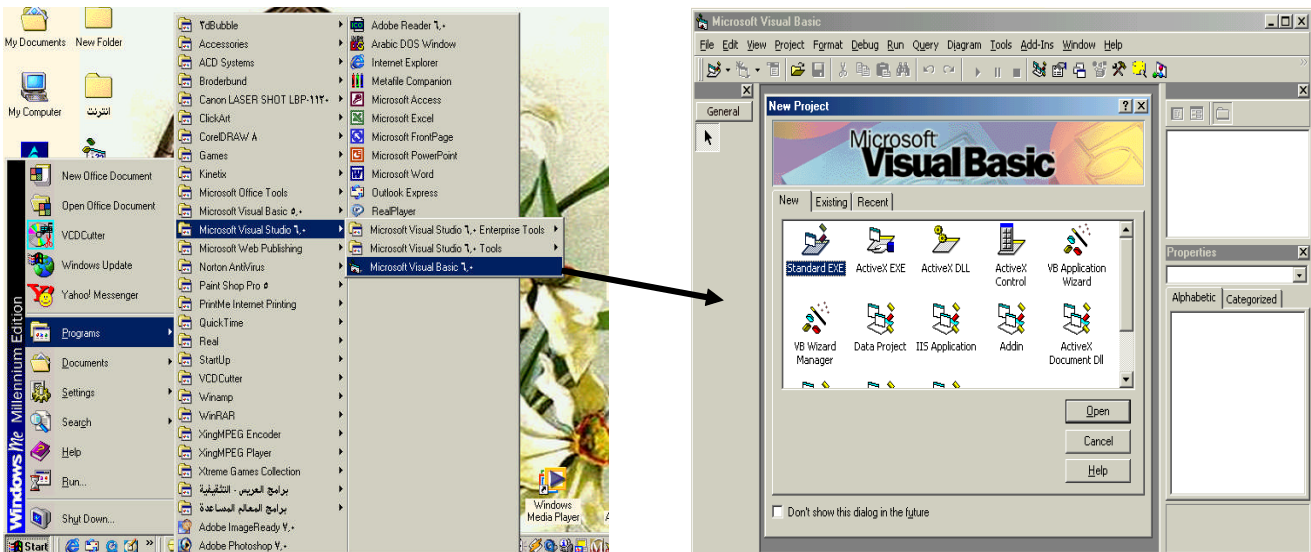 My Documents
New Folder
My Computer
انترنت
New Office Document
Open Office Document
VCDCutter
Windows Update
Yahoo! Messenger
Programs
Documents
Settings
Search
Help
Run...
Shut Down...
Windows Me Millennium Edition
Start
٣dBubble
Accessories
ACD Systems
Broderbund
Canon LASER SHOT LBP-١١٢٠
ClickArt
CorelDRAW ٨
Games
Kinetix
Microsoft Office Tools
Microsoft Visual Basic ٥,٠
Microsoft Visual Studio ٦,٠
Microsoft Web Publishing
Norton AntiVirus
Paint Shop Pro ٥
PrintMe Internet Printing
QuickTime
Real
StartUp
VCDCutter
Winamp
WinRAR
XingMPEG Encoder
XingMPEG Player
Xtreme Games Collection
برامج العريس - التثقيفية
برامج المعالم المساعدة
Adobe ImageReady ٧,٠
Adobe Photoshop ٧,٠
Adobe Reader ٦,٠
Arabic DOS Window
Internet Explorer
Metafile Companion
Microsoft Access
Microsoft Excel
Microsoft FrontPage
Microsoft PowerPoint
Microsoft Word
Outlook Express
RealPlayer
Microsoft Visual Studio ٦,٠ Enterprise Tools
Microsoft Visual Studio ٦,٠ Tools
Microsoft Visual Basic ٦,٠
Windows
Media Player
Microsoft Visual Basic
File Edit View Project Format Debug Run Query Diagram Tools Add-Ins Window Help
General
New Project
Microsoft
Visual Basic
New Existing Recent
Standard EXE
ActiveX EXE
ActiveX DLL
ActiveX
Control
VB Application
Wizard
VB Wizard
Manager
Data Project
IIS Application
Addin
ActiveX
Document Dll
Open
Cancel
Help
Don't show this dialog in the future
Properties
Alphabetic Categorized